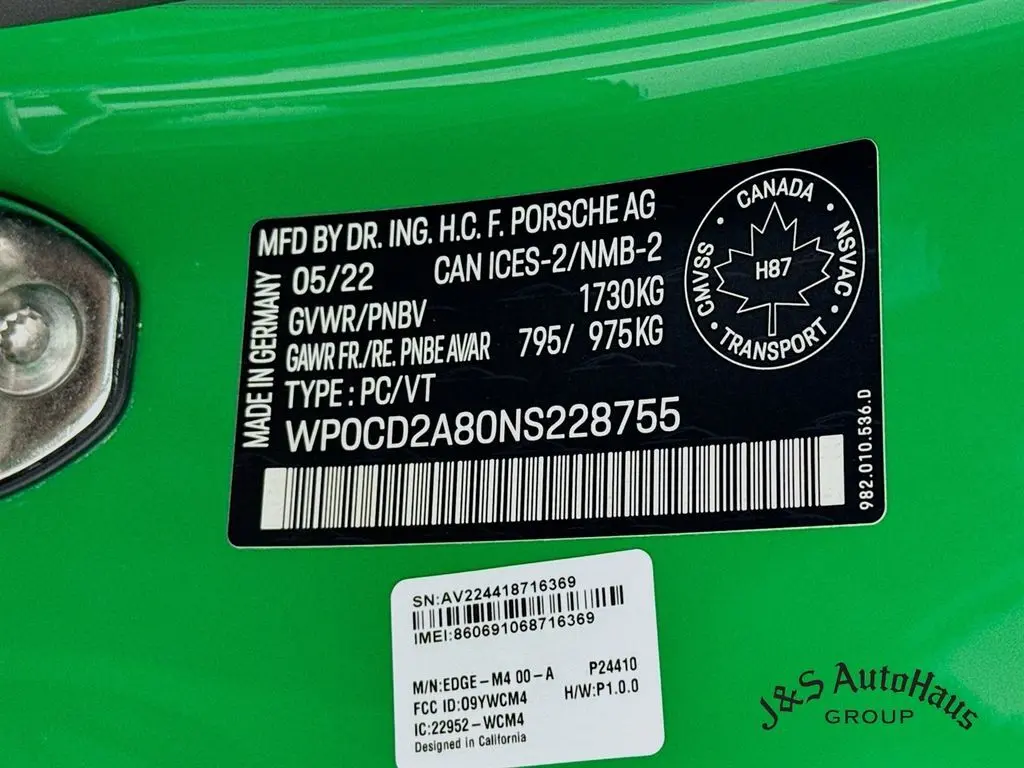 MFD BY DR. ING. H.C. F. PORSCHE AG
05/22 CAN ICES-2/NMB-2
GVWR/PNBV 1730KG
GAWR FR./RE. PNBE AV/AR 795/ 975KG
TYPE : PC/VT
WP0CD2A80NS228755
MADE IN GERMANY
CANADA
CMVSS
NSVAC
H87
TRANSPORT
982.010.536.D
SN:AV224418716369
IMEI:860691068716369
M/N:EDGE-M4 00-A P24410
FCC ID:09YWCM4 H/W:P1.0.0
IC:22952-WCM4
Designed in California
J&S AutoHaus
GROUP